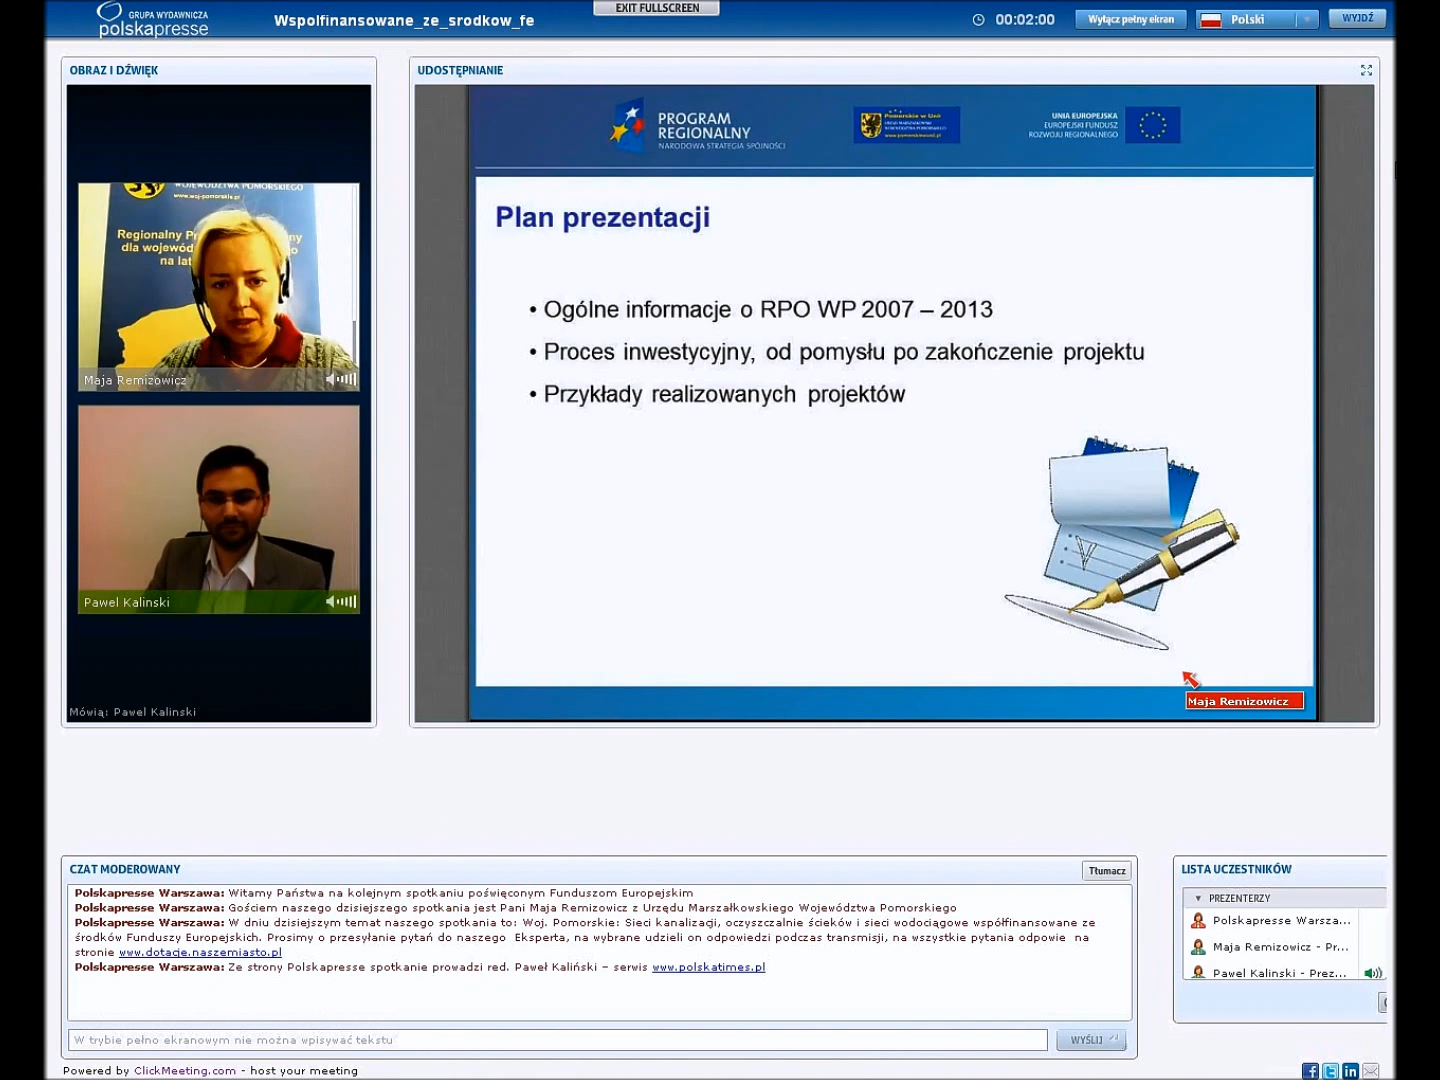 GRUPA WYDAWNICZA
polskapresse
Wspolfinansowane_ze_srodkow_fe
EXIT FULLSCREEN
00:02:00
Wyłącz pełny ekran
Polski
WYJDŹ
OBRAZ I DŹWIĘK
WOJEWÓDZTWA POMORSKIEGO
Regionalny
dla
na
Maja Remizowicz
Pawel Kalinski
Mówią: Pawel Kalinski
UDOSTĘPNIANIE
PROGRAM
REGIONALNY
NARODOWA STRATEGIA SPÓJNOŚCI
Pomorskie w Unii
UNIA EUROPEJSKA
EUROPEJSKI FUNDUSZ
ROZWOJU REGIONALNEGO
Plan prezentacji
• Ogólne informacje o RPO WP 2007 – 2013
• Proces inwestycyjny, od pomysłu po zakończenie projektu
• Przykłady realizowanych projektów
Maja Remizowicz
CZAT MODEROWANY
Tłumacz
Polskapresse Warszawa: Witamy Państwa na kolejnym spotkaniu poświęconym Funduszom Europejskim
Polskapresse Warszawa: Gościem naszego dzisiejszego spotkania jest Pani Maja Remizowicz z Urzędu Marszałkowskiego Województwa Pomorskiego
Polskapresse Warszawa: W dniu dzisiejszym temat naszego spotkania to: Woj. Pomorskie: Sieci kanalizacji, oczyszczalnie ścieków i sieci wodociągowe współfinansowane ze
środków Funduszy Europejskich. Prosimy o przesyłanie pytań do naszego Eksperta, na wybrane udzieli on odpowiedzi podczas transmisji, na wszystkie pytania odpowie na
stronie www.dotacje.naszemiasto.pl
Polskapresse Warszawa: Ze strony Polskapresse spotkanie prowadzi red. Paweł Kaliński – serwis www.polskatimes.pl
W trybie pełno ekranowym nie można wpisywać tekstu
WYŚLIJ
LISTA UCZESTNIKÓW
PREZENTERZY
Polskapresse Warsza...
Maja Remizowicz - Pr...
Pawel Kalinski - Prez...
Powered by ClickMeeting.com - host your meeting